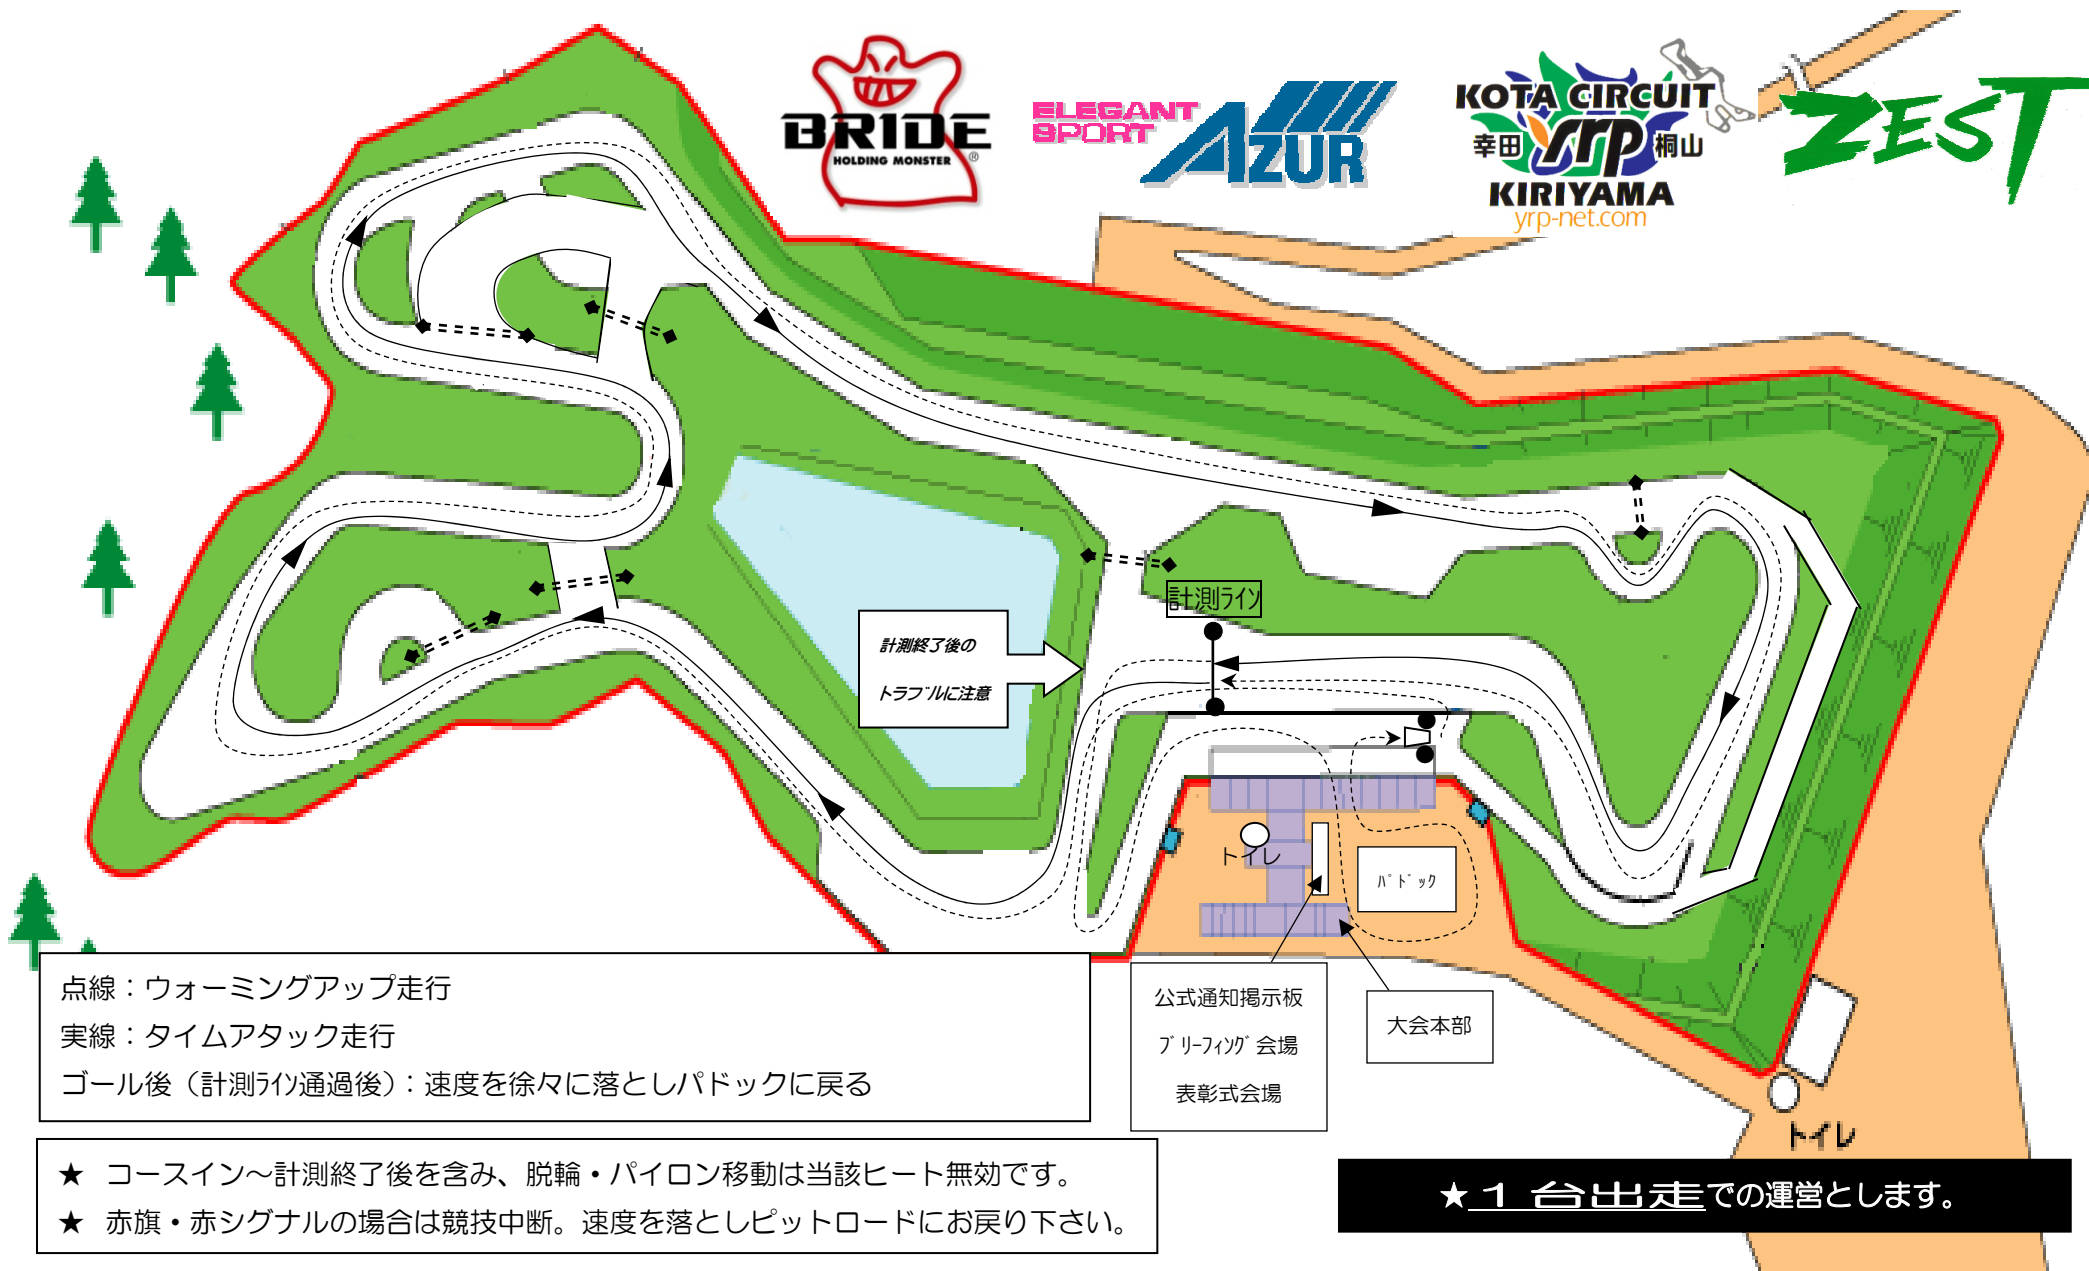 BRIDE
HOLDING MONSTER
®
ELEGANT
SPORT
AZUR
KOTA CIRCUIT
幸田 yrp 桐山
KIRIYAMA
yrp-net.com
ZEST
計測ﾗｲﾝ
計測終了後の
トラブルに注意
トイレ
ﾊﾟﾄﾞｯｸ
公式通知掲示板
ﾌﾞﾘｰﾌｨﾝｸﾞ会場
表彰式会場
大会本部
トイレ
点線：ウォーミングアップ走行
実線：タイムアタック走行
ゴール後（計測ﾗｲﾝ通過後）：速度を徐々に落としパドックに戻る
★ コースイン～計測終了後を含み、脱輪・パイロン移動は当該ヒート無効です。
★ 赤旗・赤シグナルの場合は競技中断。速度を落としピットロードにお戻り下さい。
★１台出走での運営とします。